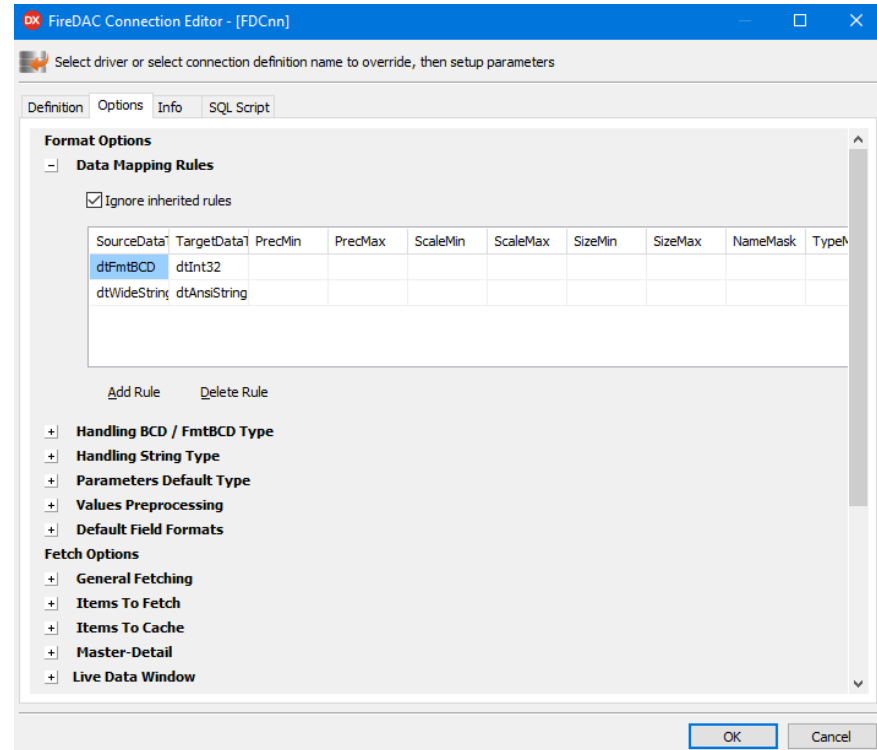 DX FireDAC Connection Editor - [FDCnn]
Select driver or select connection definition name to override, then setup parameters
Definition Options Info SQL Script
Format Options
Data Mapping Rules
Ignore inherited rules
SourceDataT TargetDataT PrecMin PrecMax ScaleMin ScaleMax SizeMin SizeMax NameMask TypeM
dtFmtBCD dtInt32
dtWideString dtAnsiString
Add Rule Delete Rule
Handling BCD / FmtBCD Type
Handling String Type
Parameters Default Type
Values Preprocessing
Default Field Formats
Fetch Options
General Fetching
Items To Fetch
Items To Cache
Master-Detail
Live Data Window
OK Cancel